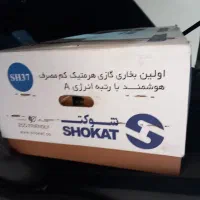 SH37
اولین بخاری گازی هرمتیک کم مصرف
هوشمند با رتبه انرژی A
شوکت
SHOKAT
ECO-FRIENDLY